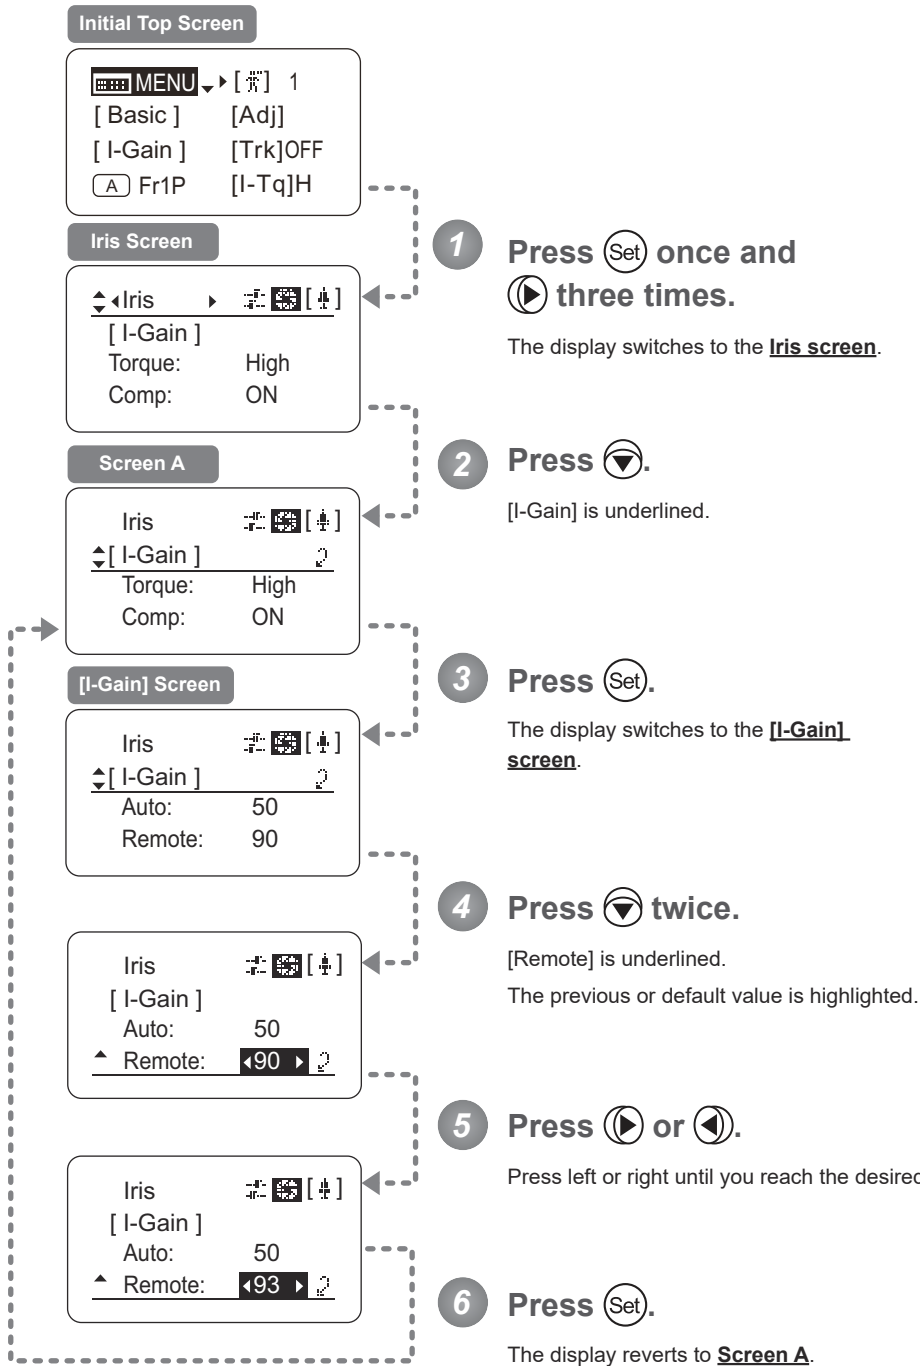 Initial Top Screen
MENU [ ] 1
[ Basic ] [Adj]
[ I-Gain ] [Trk]OFF
A Fr1P [I-Tq]H
Iris Screen
Iris [ ]
[ I-Gain ]
Torque: High
Comp: ON
1 Press Set once and
three times.
The display switches to the Iris screen.
Screen A
Iris [ ]
[ I-Gain ]
Torque: High
Comp: ON
2 Press .
[I-Gain] is underlined.
[I-Gain] Screen
Iris [ ]
[ I-Gain ]
Auto: 50
Remote: 90
3 Press Set.
The display switches to the [I-Gain]
screen.
Iris [ ]
[ I-Gain ]
Auto: 50
Remote: 90
4 Press twice.
[Remote] is underlined.
The previous or default value is highlighted.
Iris [ ]
[ I-Gain ]
Auto: 50
Remote: 93
5 Press or .
Press left or right until you reach the desired
6 Press Set.
The display reverts to Screen A.